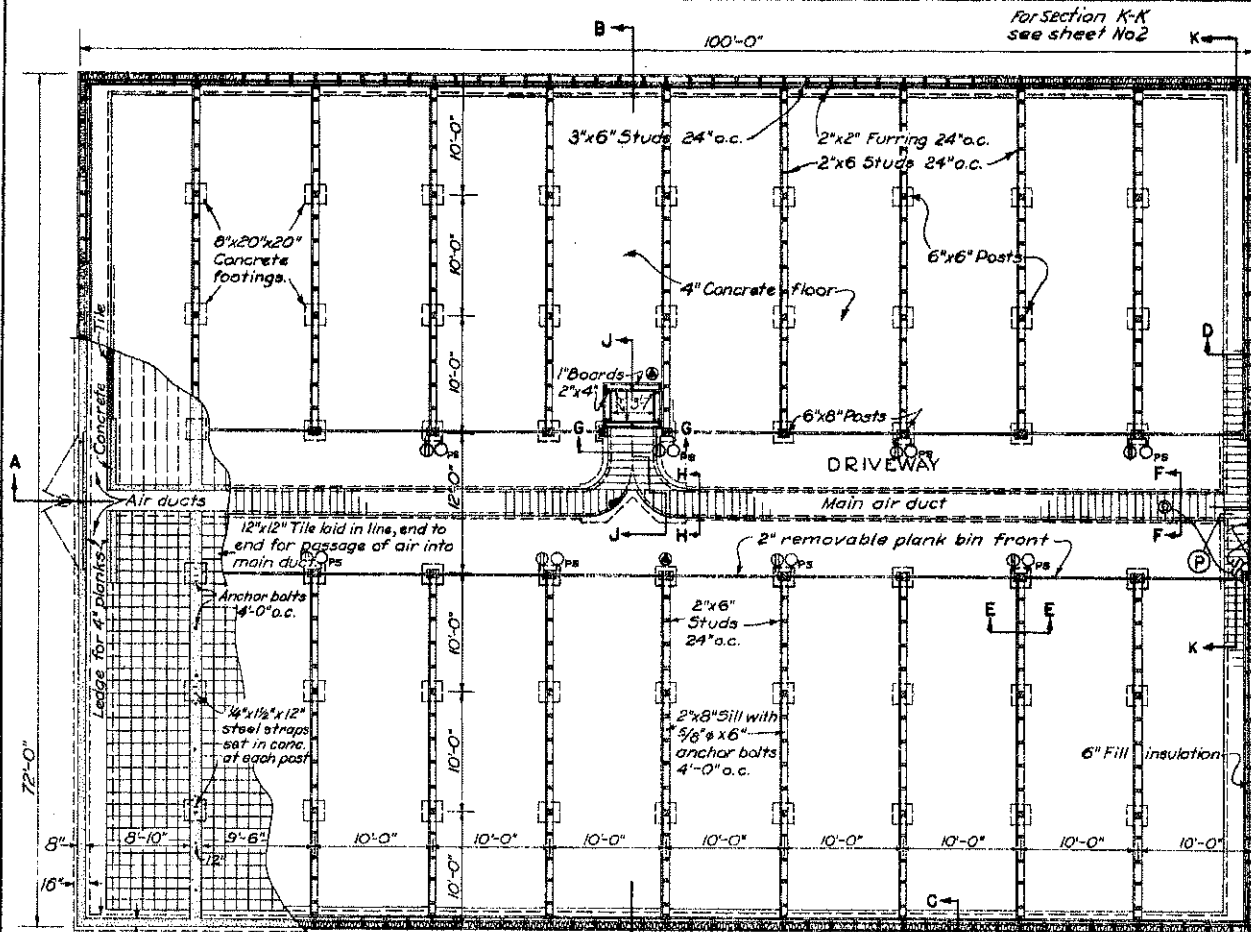 For Section K-K
see sheet No2
B
K
100'-0"
3"x6" Studs 24"o.c.
2"x2" Furring 24"o.c.
2"x6 Studs 24"o.c.
10'-0"
10'-0"
10'-0"
8"x20"x20"
Concrete
footings.
6"x6" Posts
4" Concrete floor
Tile
Concrete
Ledge for 4" planks
D
J
1" Boards
2"x4"
6"x8" Posts
G
G
PS
PS
PS
PS
DRIVEWAY
12'-0"
A
H
F
Air ducts
Main air duct
12"x12" Tile laid in line, end to
end for passage of air into
main duct.
J
H
F
2" removable plank bin front
P
PS
PS
PS
PS
Anchor bolts
4'-0" o.c.
2"x6"
Studs
24"o.c.
E
E
K
10'-0"
10'-0"
10'-0"
1/4"x1 1/2"x12"
steel straps
set in conc.
at each post
2"x8" Sill with
5/8"φx6"
anchor bolts
4'-0" o.c.
6" Fill insulation
72'-0"
8"
8'-10"
9'-6"
10'-0"
10'-0"
10'-0"
10'-0"
10'-0"
10'-0"
10'-0"
10'-0"
12"
16"
C